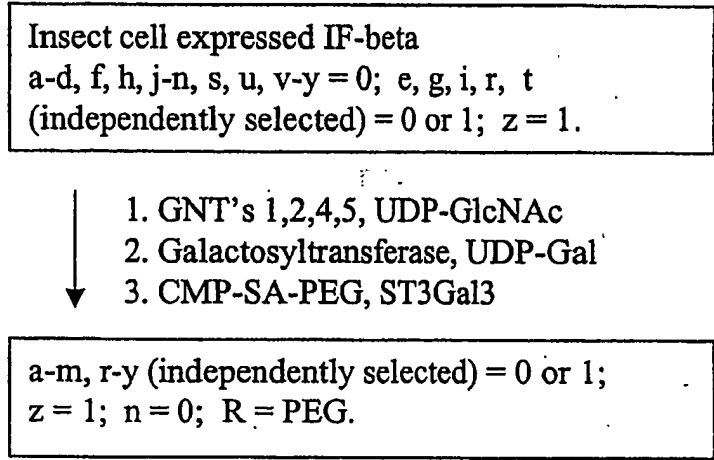 Insect cell expressed IF-beta
a-d, f, h, j-n, s, u, v-y = 0; e, g, i, r, t
(independently selected) = 0 or 1; z = 1.
1. GNT's 1,2,4,5, UDP-GlcNAc
2. Galactosyltransferase, UDP-Gal
3. CMP-SA-PEG, ST3Gal3
a-m, r-y (independently selected) = 0 or 1;
z = 1; n = 0; R = PEG.